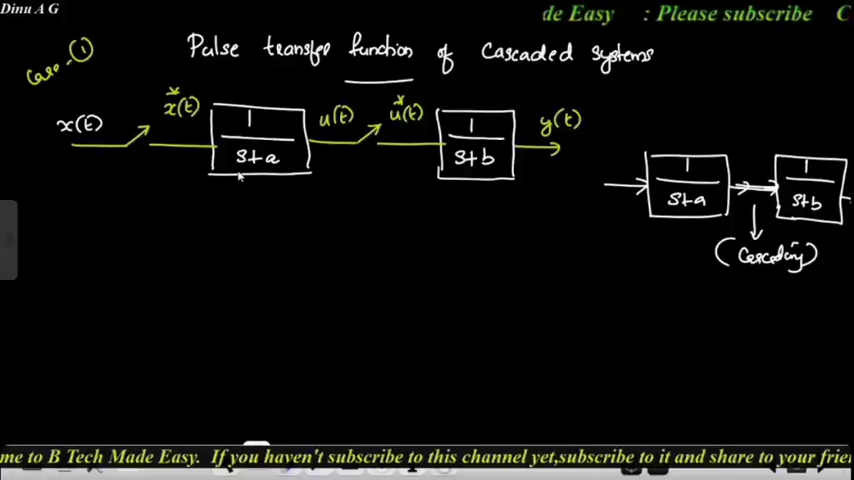 Dinu A G
de Easy : Please subscribe C
Pulse transfer function of Cascaded systems
Case - ①
x(t) x*(t) 1/(s+a) u(t) u*(t) 1/(s+b) y(t)
1/(s+a) 1/(s+b)
(Cascading)
me to B Tech Made Easy. If you haven't subscribe to this channel yet,subscribe to it and share to your frie